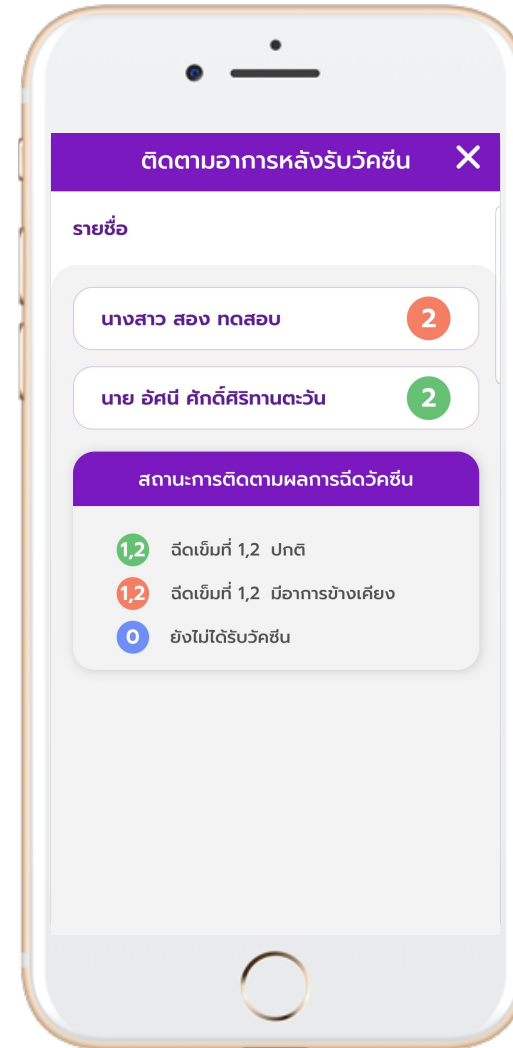 ติดตามอาการหลังรับวัคซีน
รายชื่อ
นางสาว สอง ทดสอบ 2
นาย อัศนี ศักดิ์ศิริทานตะวัน 2
สถานะการติดตามผลการฉีดวัคซีน
1,2 ฉีดเข็มที่ 1,2 ปกติ
1,2 ฉีดเข็มที่ 1,2 มีอาการข้างเคียง
0 ยังไม่ได้รับวัคซีน